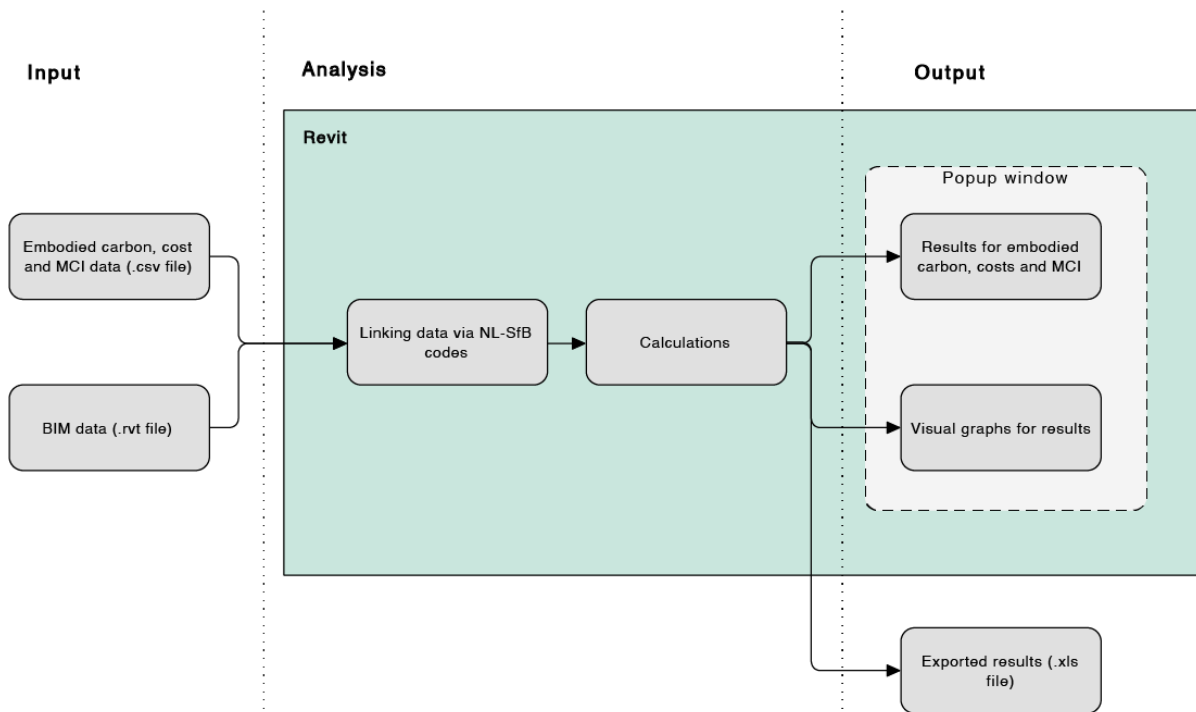 Input
Analysis
Output
Revit
Popup window
Embodied carbon, cost
and MCI data (.csv file)
BIM data (.rvt file)
Linking data via NL-SfB
codes
Calculations
Results for embodied
carbon, costs and MCI
Visual graphs for results
Exported results (.xls
file)